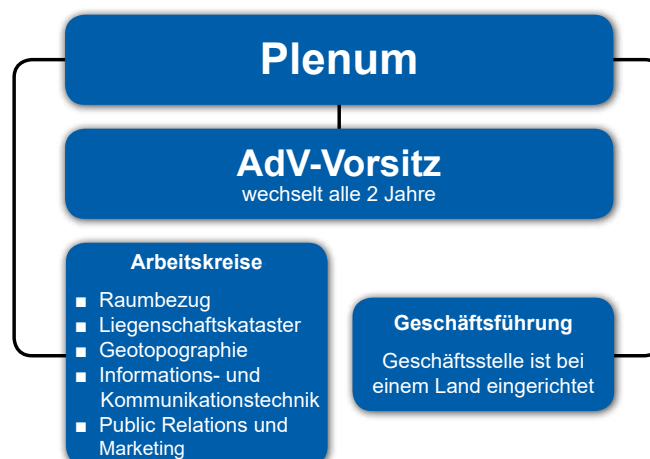 Plenum
AdV-Vorsitz
wechselt alle 2 Jahre
Arbeitskreise
■ Raumbezug
■ Liegenschaftskataster
■ Geotopographie
■ Informations- und
Kommunikationstechnik
■ Public Relations und
Marketing
Geschäftsführung
Geschäftsstelle ist bei
einem Land eingerichtet